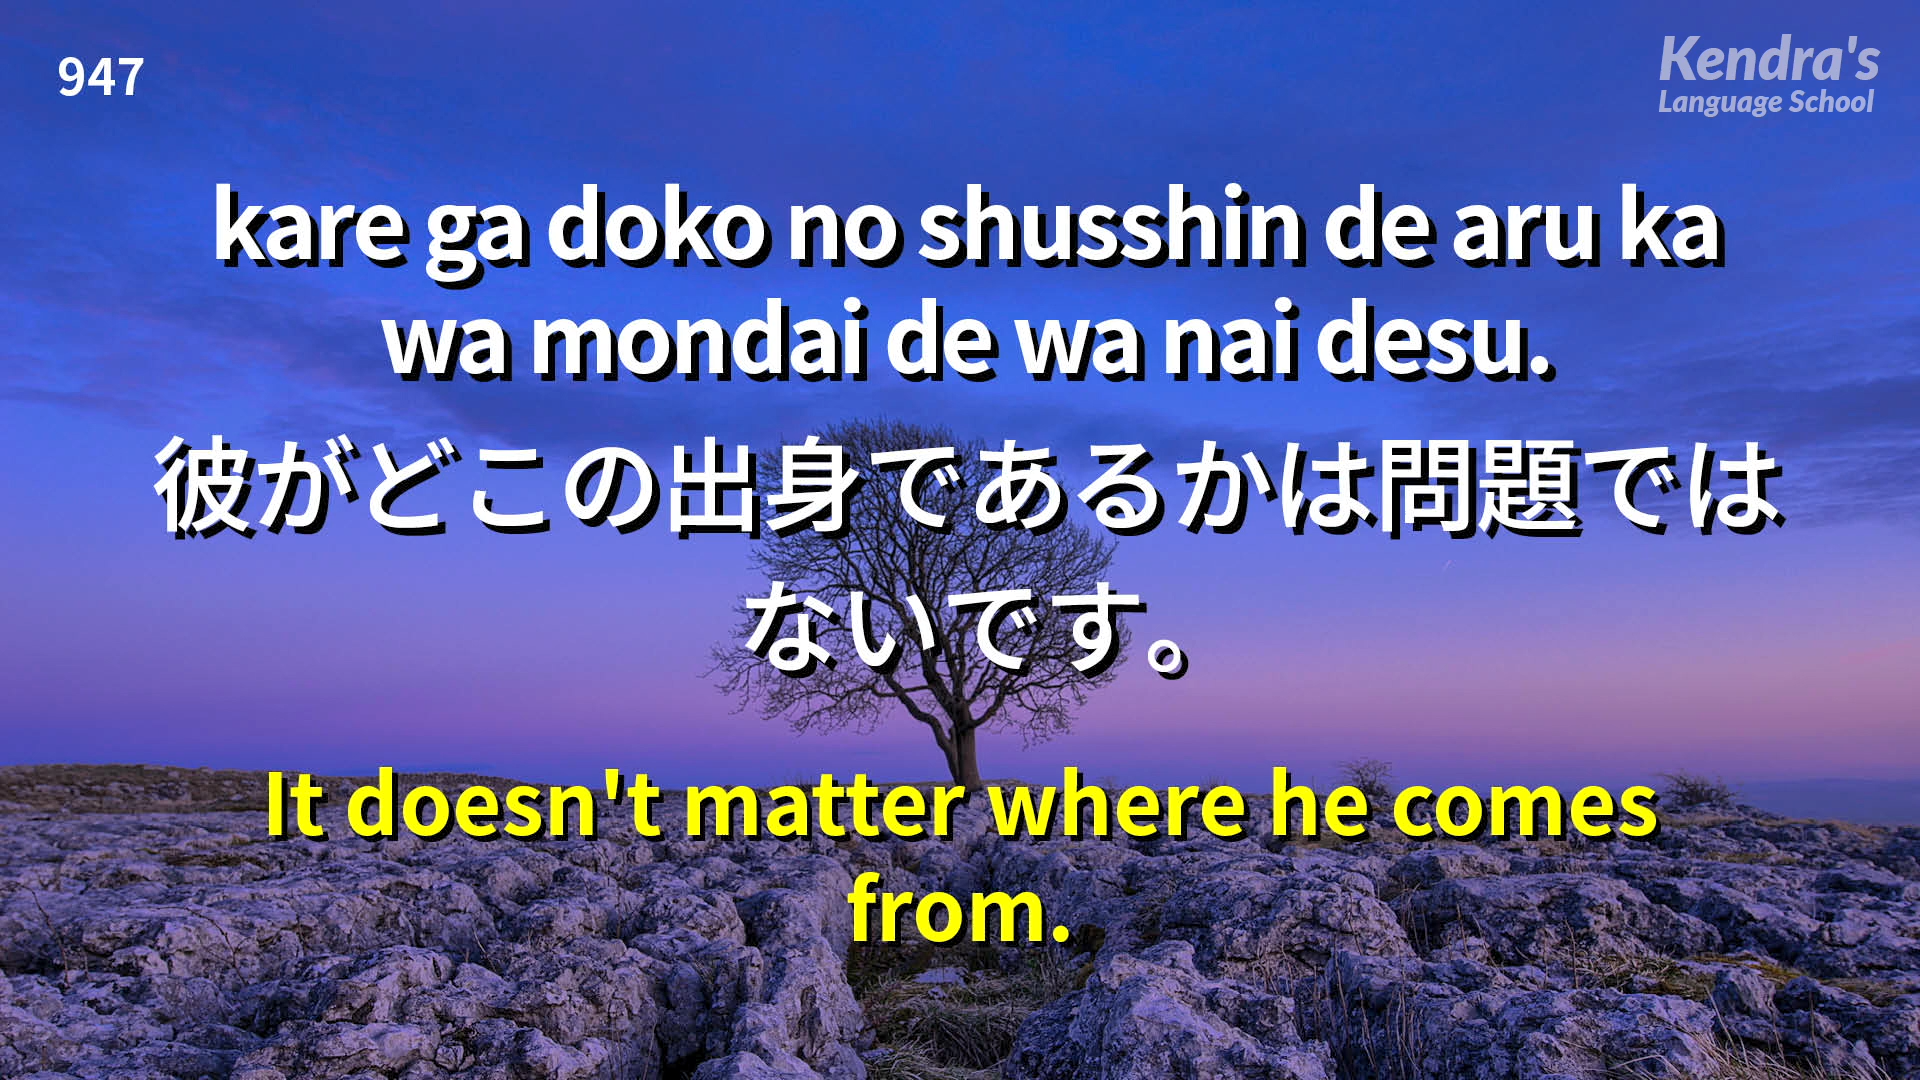 947
Kendra's
Language School
kare ga doko no shusshin de aru ka
wa mondai de wa nai desu.
彼がどこの出身であるかは問題では
ないです。
It doesn't matter where he comes
from.